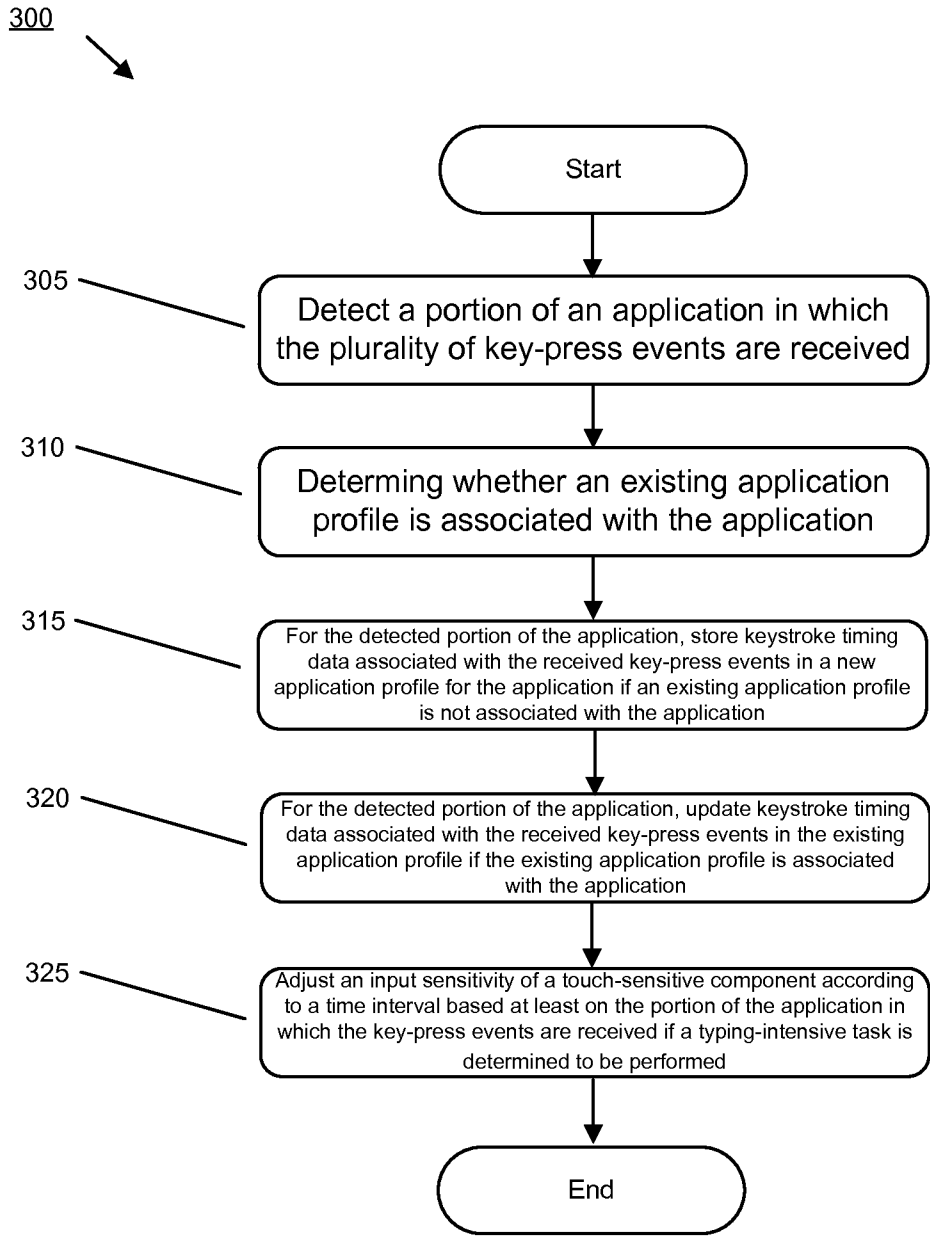 300
Start
305
Detect a portion of an application in which
the plurality of key-press events are received
310
Determing whether an existing application
profile is associated with the application
315
For the detected portion of the application, store keystroke timing
data associated with the received key-press events in a new
application profile for the application if an existing application profile
is not associated with the application
320
For the detected portion of the application, update keystroke timing
data associated with the received key-press events in the existing
application profile if the existing application profile is associated
with the application
325
Adjust an input sensitivity of a touch-sensitive component according
to a time interval based at least on the portion of the application in
which the key-press events are received if a typing-intensive task is
determined to be performed
End